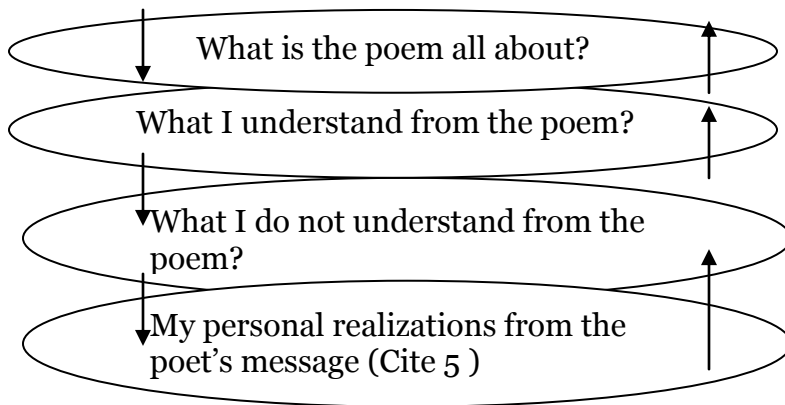 What is the poem all about?
What I understand from the poem?
What I do not understand from the
poem?
My personal realizations from the
poet’s message (Cite 5 )